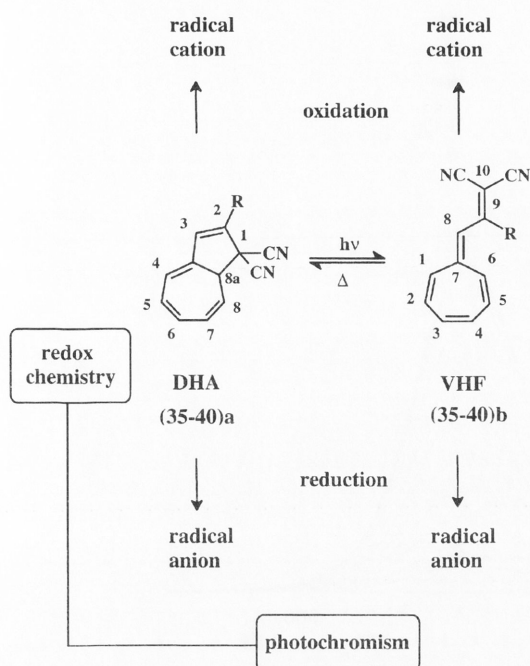 radical
cation
radical
cation
oxidation
NC
10
CN
9
8
R
1
7
6
2
5
3
4
R
2
3
1
CN
CN
4
8a
5
8
6
7
hν
Δ
redox
chemistry
DHA
(35-40)a
VHF
(35-40)b
reduction
radical
anion
radical
anion
photochromism